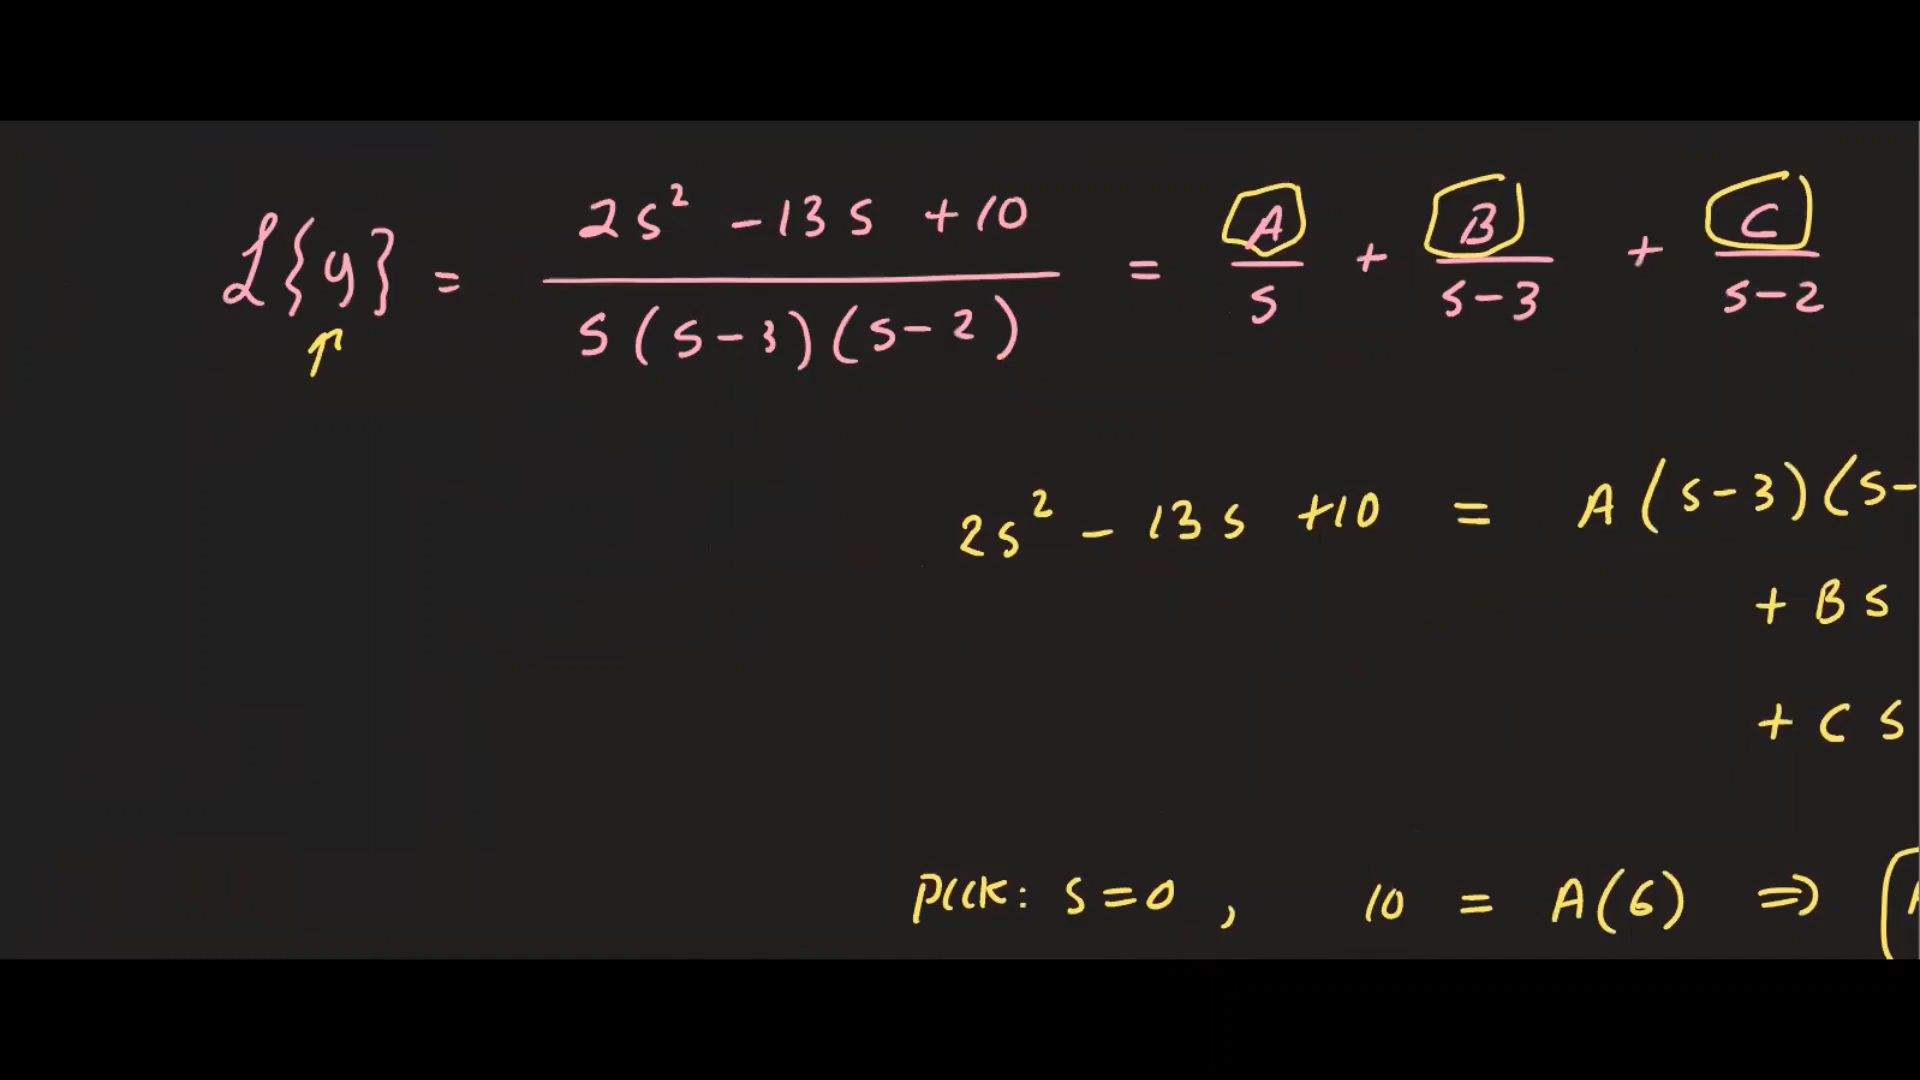 ℒ{y} = (2s² - 13s + 10) / (s(s-3)(s-2)) = A/s + B/(s-3) + C/(s-2)
↑
2s² - 13s + 10 = A(s-3)(s-
+ Bs
+ Cs
PICK: s=0, 10 = A(6) ⇒